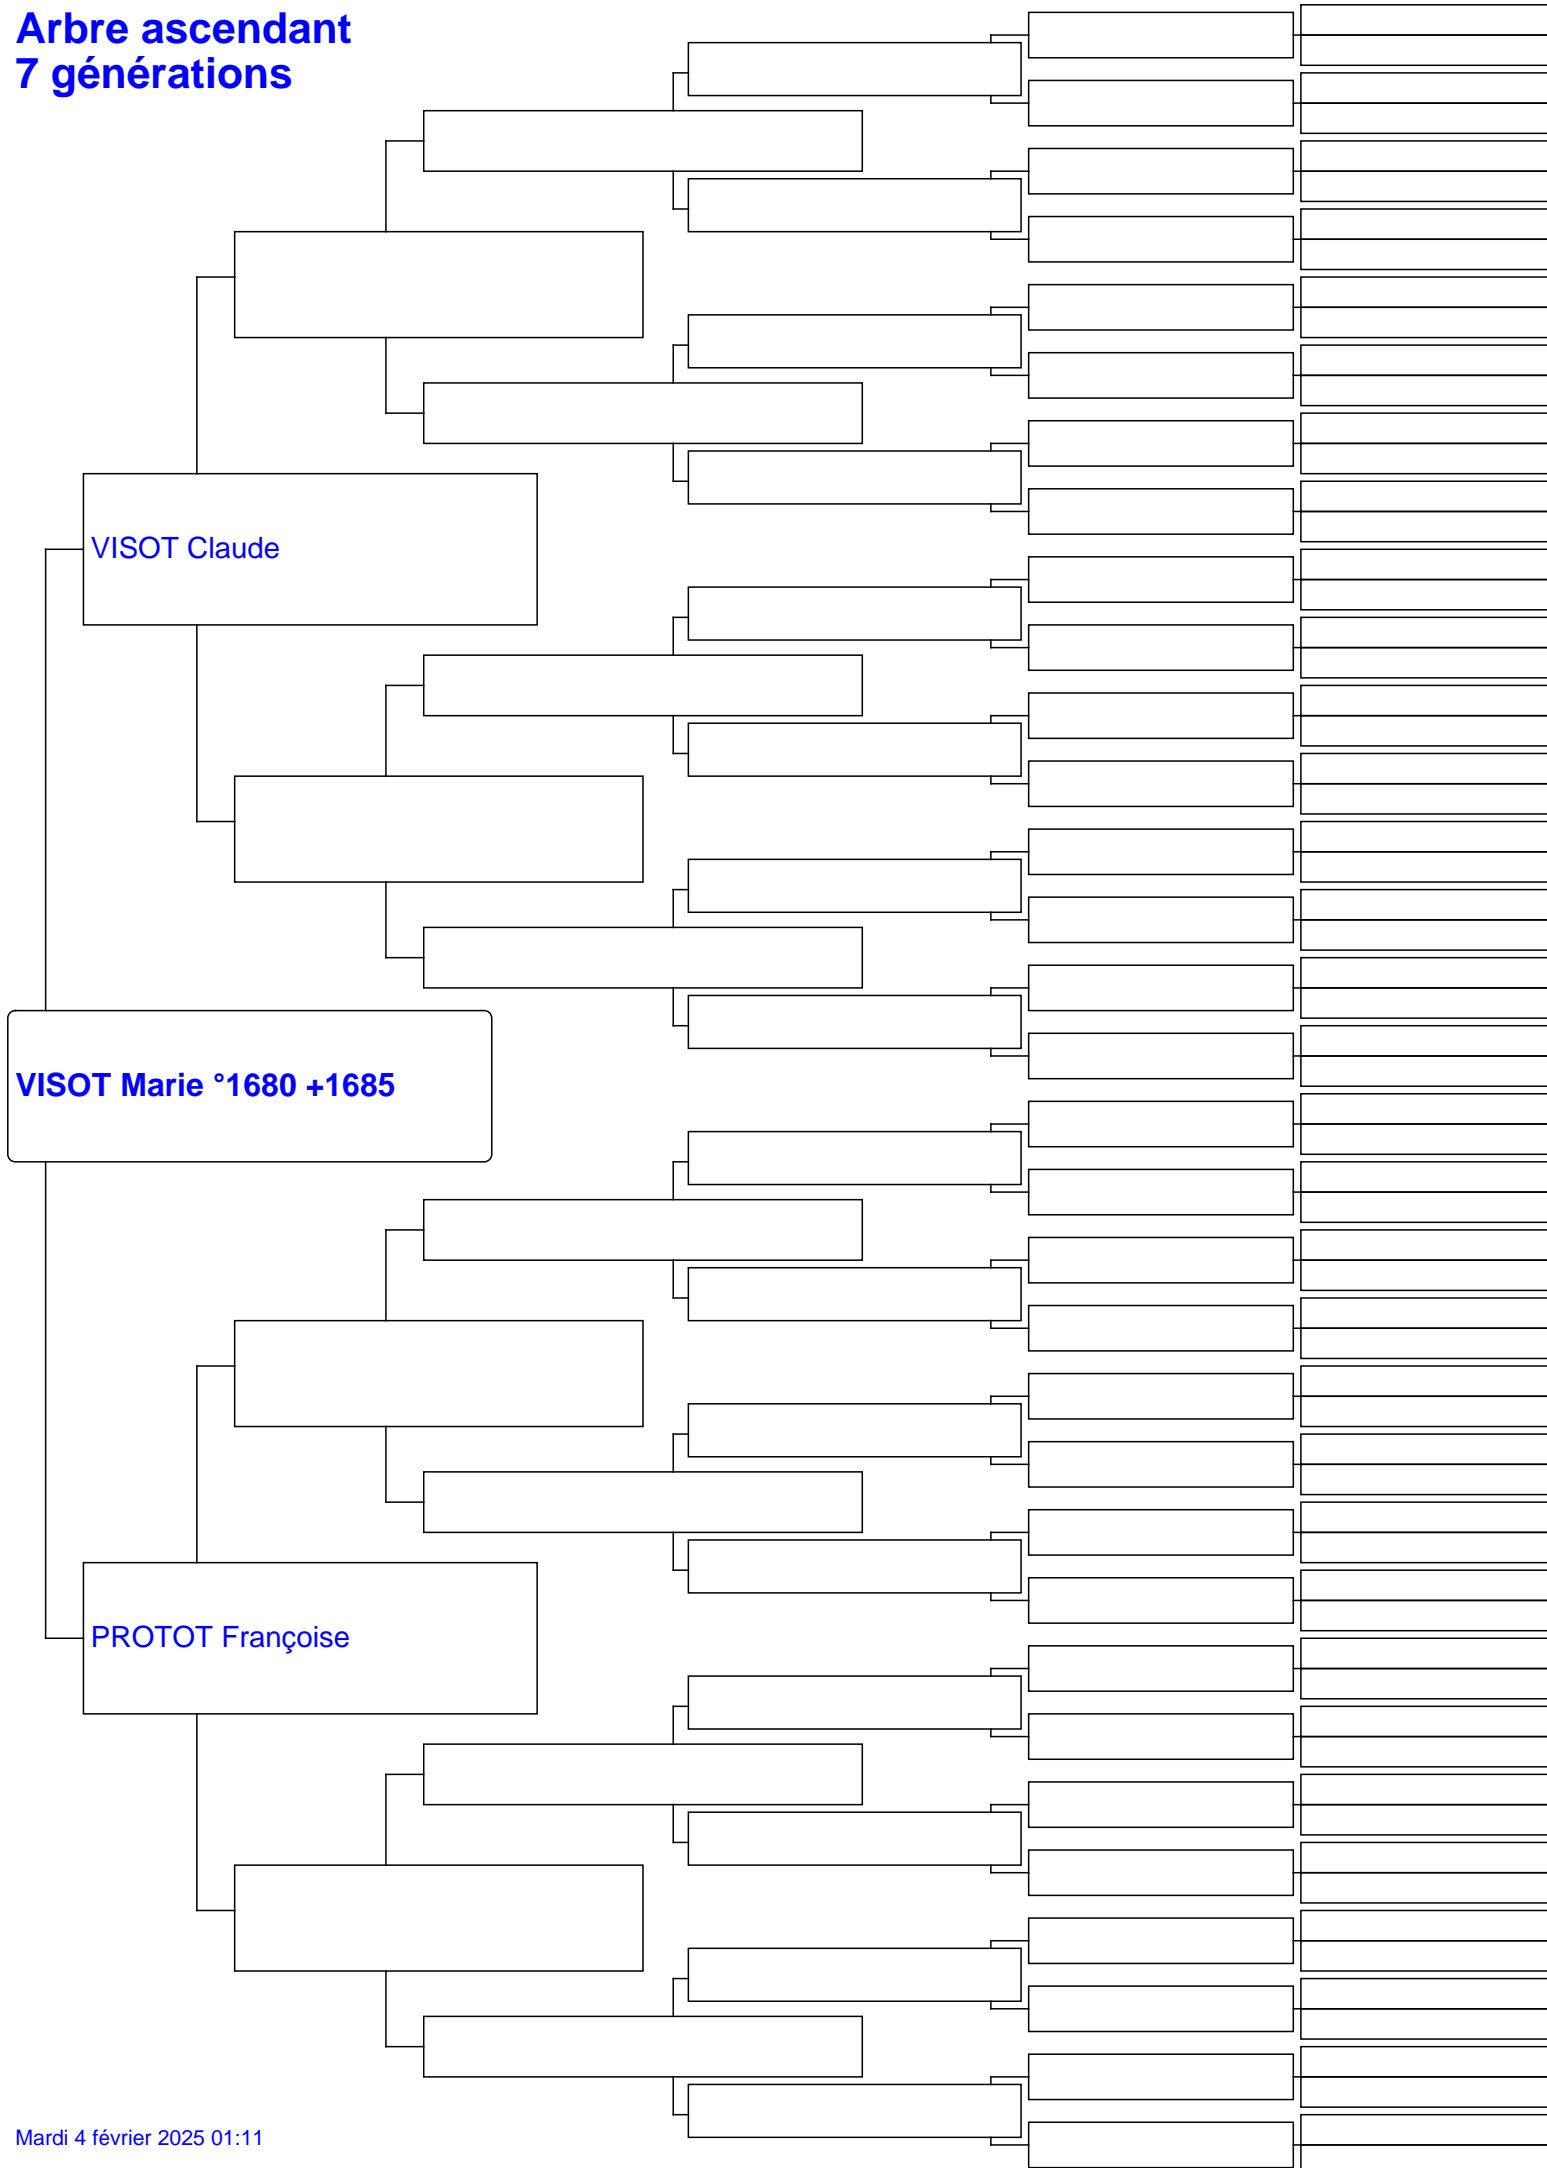 Arbre ascendant
7 générations
VISOT Claude
VISOT Marie °1680 +1685
PROTOT Françoise
Mardi 4 février 2025 01:11